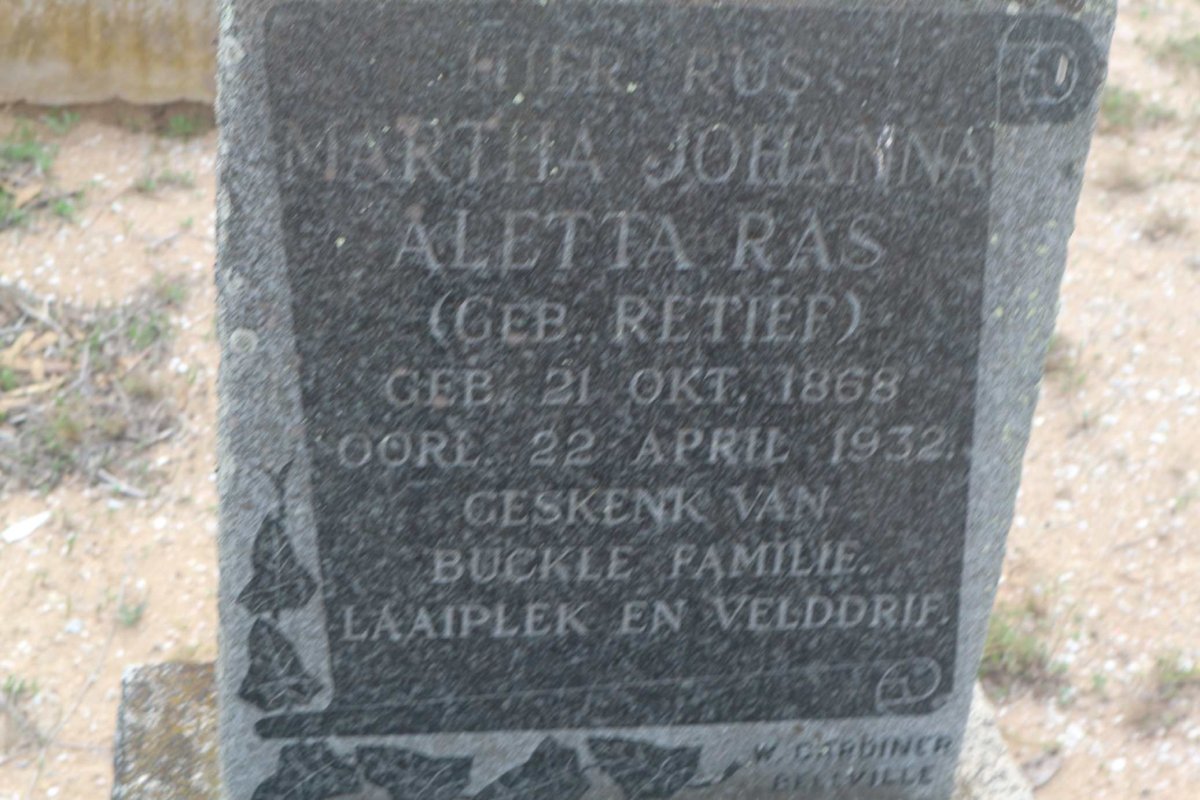 HIER RUS
MARTHA JOHANNA
ALETTA RAS
(GEB. RETIEF)
GEB. 21 OKT. 1868
OORL. 22 APRIL 1932.
GESKENK VAN
BUCKLE FAMILIE.
LAAIPLEK EN VELDDRIF.
W. GARDINER
BELLVILLE